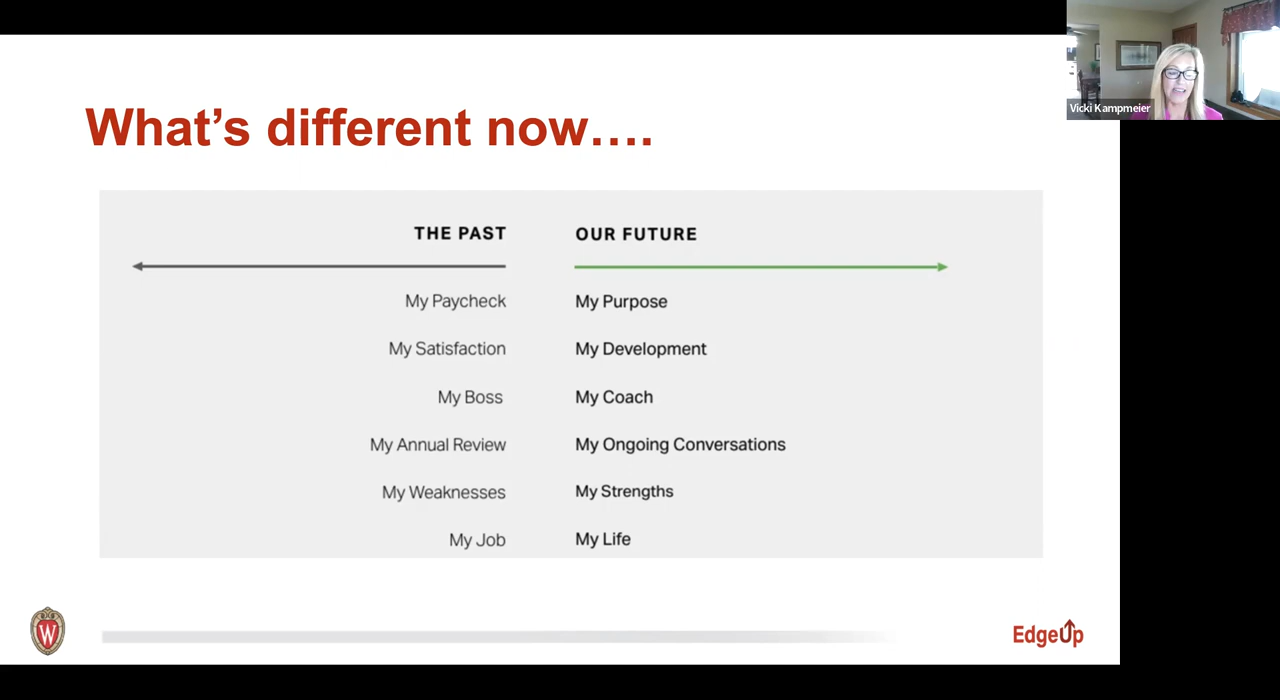 Vicki Kampmeier
What's different now….
THE PAST OUR FUTURE
My Paycheck My Purpose
My Satisfaction My Development
My Boss My Coach
My Annual Review My Ongoing Conversations
My Weaknesses My Strengths
My Job My Life
W
EdgeUp